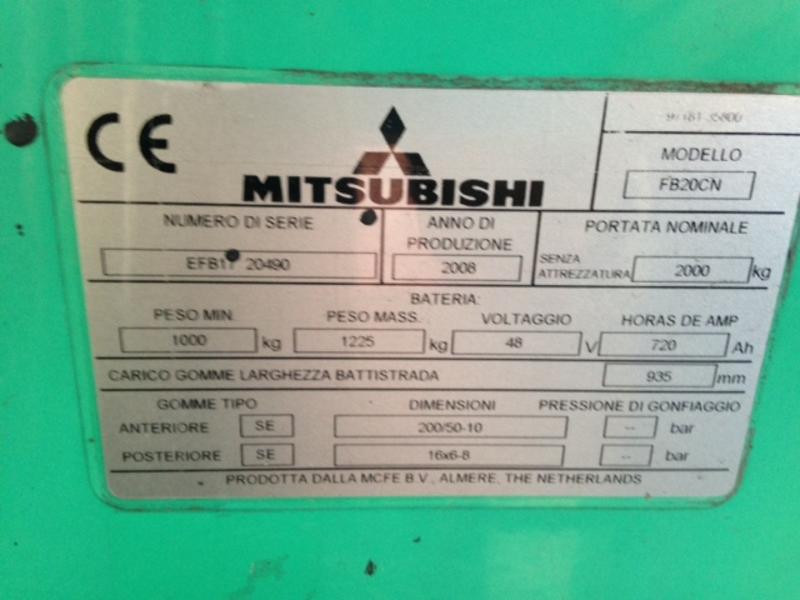 CE
MITSUBISHI
MODELLO
FB20CN
NUMERO DI SERIE
EFB17 20490
ANNO DI
PRODUZIONE
2008
PORTATA NOMINALE
SENZA
ATTREZZATURA 2000 kg
BATERIA:
PESO MIN. PESO MASS. VOLTAGGIO HORAS DE AMP
1000 kg 1225 kg 48 V 720 Ah
CARICO GOMME LARGHEZZA BATTISTRADA 935 mm
GOMME TIPO DIMENSIONI PRESSIONE DI GONFIAGGIO
ANTERIORE SE 200/50-10 -- bar
POSTERIORE SE 16x6-8 -- bar
PRODOTTA DALLA MCFE B.V., ALMERE, THE NETHERLANDS